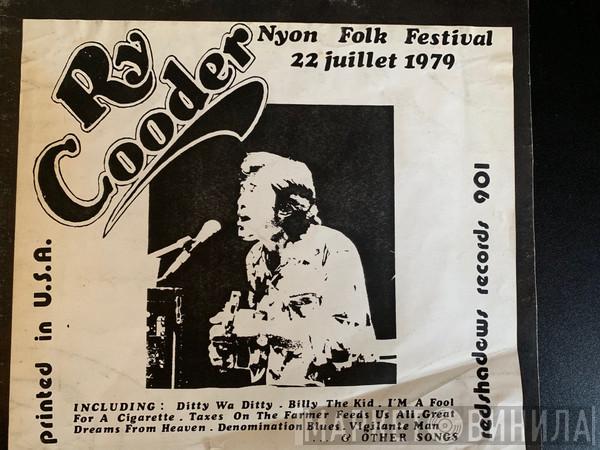 Ry
Cooder
Nyon Folk Festival
22 juillet 1979
printed in U.S.A.
redshadows records 901
INCLUDING : Ditty Wa Ditty . Billy The Kid . I'M A Fool
For A Cigarette . Taxes On The Farmer Feeds Us All . Great
Dreams From Heaven . Denomination Blues . Vigilante Man
.... & OTHER SONGS
ВИНИЛА